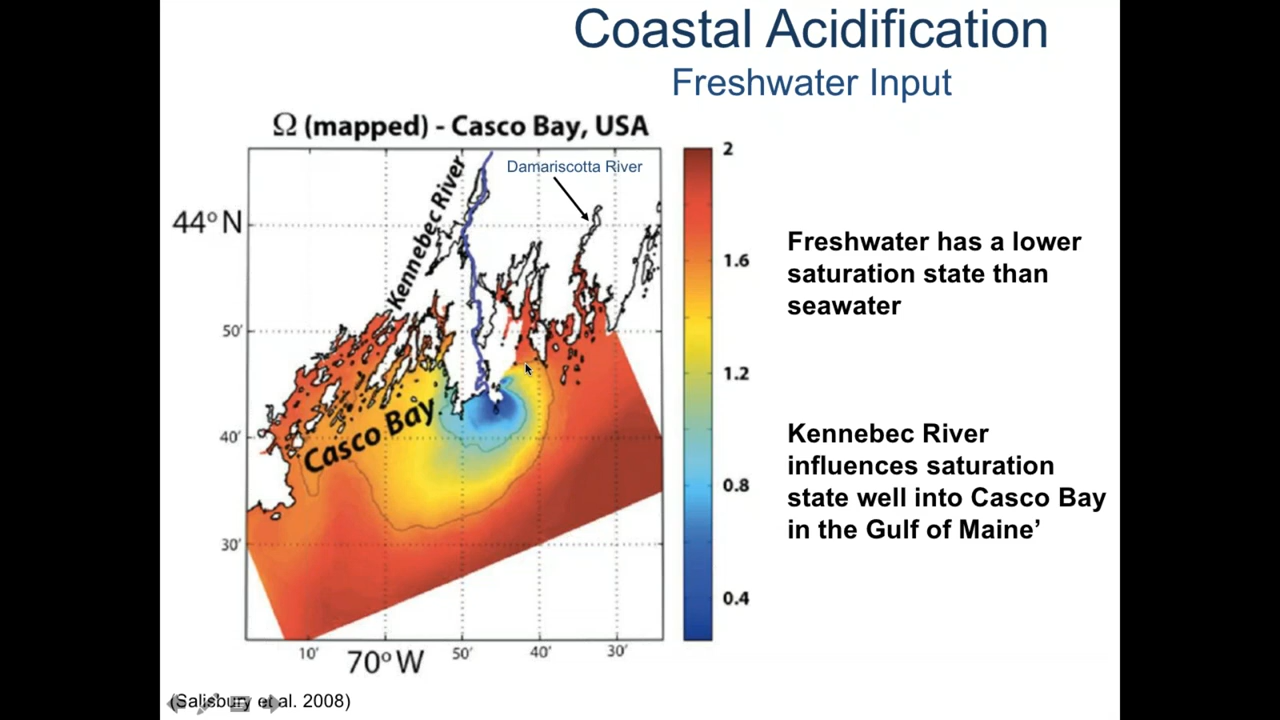 Coastal Acidification
Freshwater Input
Ω (mapped) - Casco Bay, USA
Damariscotta River
Kennebec River
Casco Bay
44° N
50'
40'
30'
10'
70° W
50'
40'
30'
2
1.6
1.2
0.8
0.4
Freshwater has a lower
saturation state than
seawater
Kennebec River
influences saturation
state well into Casco Bay
in the Gulf of Maine’
(Salisbury et al. 2008)